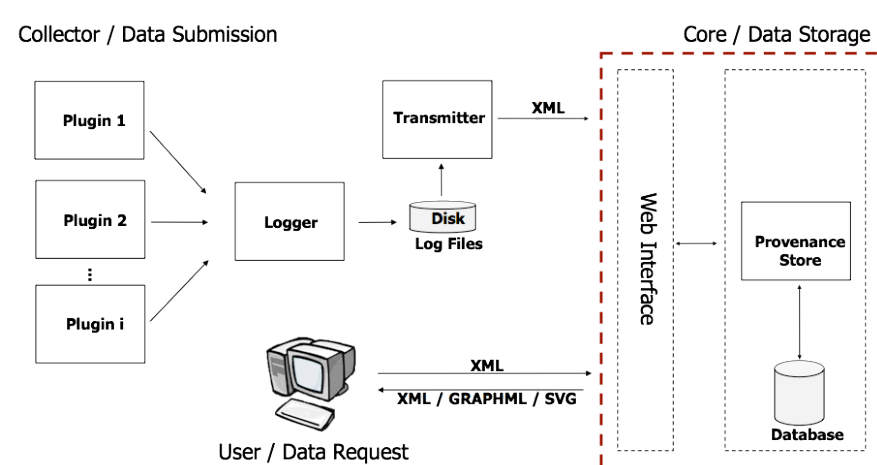 Collector / Data Submission
Core / Data Storage
Plugin 1
Plugin 2
...
Plugin i
Logger
Transmitter
Disk
Log Files
XML
Web Interface
Provenance
Store
Database
XML
XML / GRAPHML / SVG
User / Data Request